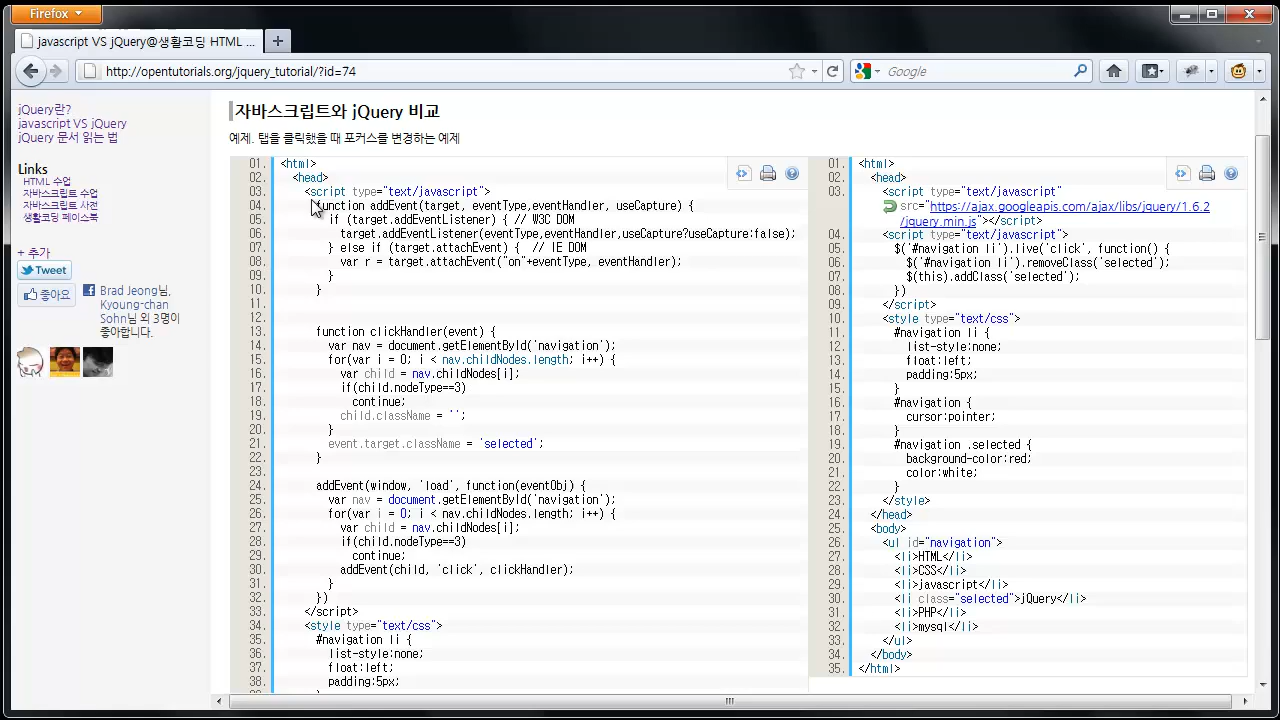 Firefox
javascript VS jQuery@생활코딩 HTML ...
http://opentutorials.org/jquery_tutorial/?id=74
Google
jQuery란?
javascript VS jQuery
jQuery 문서 읽는 법
Links
HTML 수업
자바스크립트 수업
자바스크립트 사전
생활코딩 페이스북
+ 추가
Tweet
좋아요
Brad Jeong님,
Kyoung-chan
Sohn님 외 3명이
좋아합니다.
자바스크립트와 jQuery 비교
예제. 탭을 클릭했을 때 포커스를 변경하는 예제
01. <html>
02. <head>
03. <script type="text/javascript">
04. function addEvent(target, eventType,eventHandler, useCapture) {
05. if (target.addEventListener) { // W3C DOM
06. target.addEventListener(eventType,eventHandler,useCapture?useCapture:false);
07. } else if (target.attachEvent) {  // IE DOM
08. var r = target.attachEvent("on"+eventType, eventHandler);
09. }
10. }
11.
12.
13. function clickHandler(event) {
14. var nav = document.getElementById('navigation');
15. for(var i = 0; i < nav.childNodes.length; i++) {
16. var child = nav.childNodes[i];
17. if(child.nodeType==3)
18. continue;
19. child.className = '';
20. }
21. event.target.className = 'selected';
22. }
23.
24. addEvent(window, 'load', function(eventObj) {
25. var nav = document.getElementById('navigation');
26. for(var i = 0; i < nav.childNodes.length; i++) {
27. var child = nav.childNodes[i];
28. if(child.nodeType==3)
29. continue;
30. addEvent(child, 'click', clickHandler);
31. }
32. })
33. </script>
34. <style type="text/css">
35. #navigation li {
36. list-style:none;
37. float:left;
38. padding:5px;
01. <html>
02. <head>
03. <script type="text/javascript"
src="https://ajax.googleapis.com/ajax/libs/jquery/1.6.2
/jquery.min.js"></script>
04. <script type="text/javascript">
05. $('#navigation li').live('click', function() {
06. $('#navigation li').removeClass('selected');
07. $(this).addClass('selected');
08. })
09. </script>
10. <style type="text/css">
11. #navigation li {
12. list-style:none;
13. float:left;
14. padding:5px;
15. }
16. #navigation {
17. cursor:pointer;
18. }
19. #navigation .selected {
20. background-color:red;
21. color:white;
22. }
23. </style>
24. </head>
25. <body>
26. <ul id="navigation">
27. <li>HTML</li>
28. <li>CSS</li>
29. <li>javascript</li>
30. <li class="selected">jQuery</li>
31. <li>PHP</li>
32. <li>mysql</li>
33. </ul>
34. </body>
35. </html>